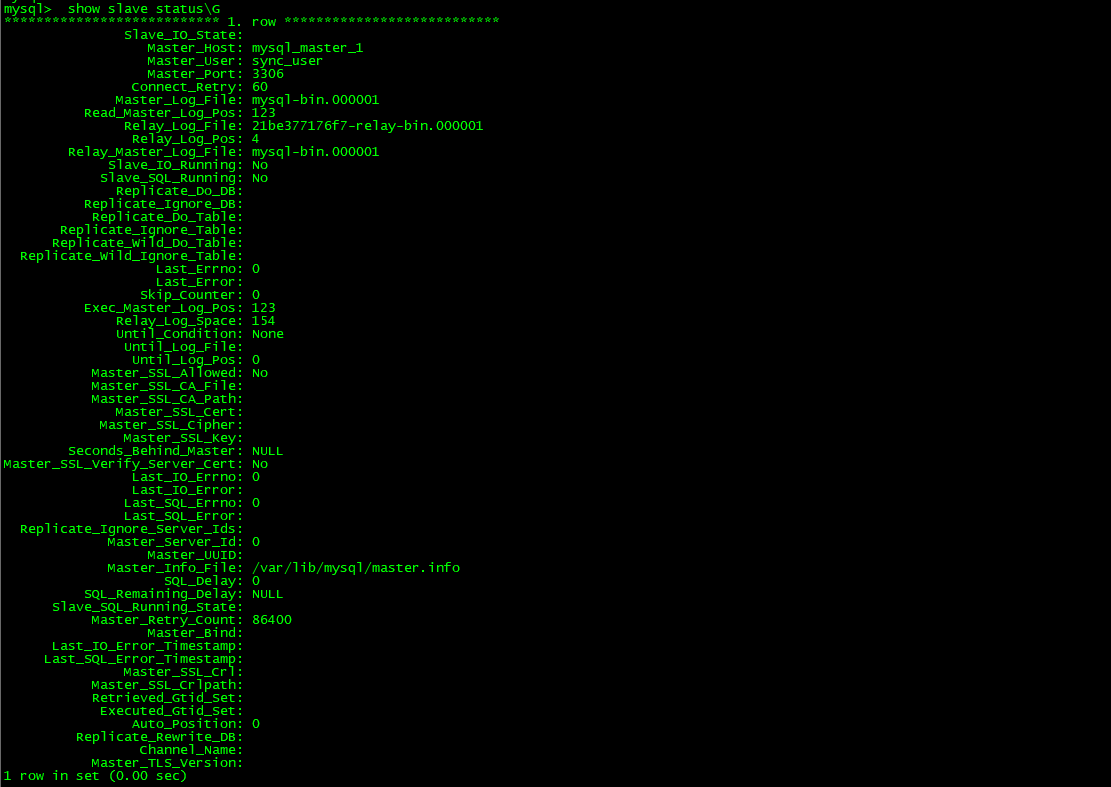 mysql>  show slave status\G
*************************** 1. row ***************************
Slave_IO_State:
Master_Host: mysql_master_1
Master_User: sync_user
Master_Port: 3306
Connect_Retry: 60
Master_Log_File: mysql-bin.000001
Read_Master_Log_Pos: 123
Relay_Log_File: 21be377176f7-relay-bin.000001
Relay_Log_Pos: 4
Relay_Master_Log_File: mysql-bin.000001
Slave_IO_Running: No
Slave_SQL_Running: No
Replicate_Do_DB:
Replicate_Ignore_DB:
Replicate_Do_Table:
Replicate_Ignore_Table:
Replicate_Wild_Do_Table:
Replicate_Wild_Ignore_Table:
Last_Errno: 0
Last_Error:
Skip_Counter: 0
Exec_Master_Log_Pos: 123
Relay_Log_Space: 154
Until_Condition: None
Until_Log_File:
Until_Log_Pos: 0
Master_SSL_Allowed: No
Master_SSL_CA_File:
Master_SSL_CA_Path:
Master_SSL_Cert:
Master_SSL_Cipher:
Master_SSL_Key:
Seconds_Behind_Master: NULL
Master_SSL_Verify_Server_Cert: No
Last_IO_Errno: 0
Last_IO_Error:
Last_SQL_Errno: 0
Last_SQL_Error:
Replicate_Ignore_Server_Ids:
Master_Server_Id: 0
Master_UUID:
Master_Info_File: /var/lib/mysql/master.info
SQL_Delay: 0
SQL_Remaining_Delay: NULL
Slave_SQL_Running_State:
Master_Retry_Count: 86400
Master_Bind:
Last_IO_Error_Timestamp:
Last_SQL_Error_Timestamp:
Master_SSL_Crl:
Master_SSL_Crlpath:
Retrieved_Gtid_Set:
Executed_Gtid_Set:
Auto_Position: 0
Replicate_Rewrite_DB:
Channel_Name:
Master_TLS_Version:
1 row in set (0.00 sec)